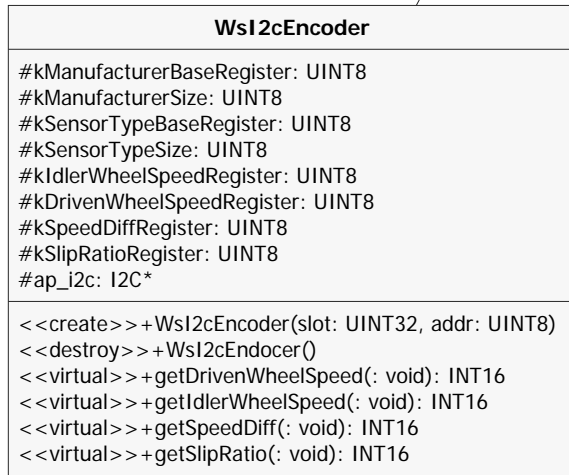 WsI2cEncoder
#kManufacturerBaseRegister: UINT8
#kManufacturerSize: UINT8
#kSensorTypeBaseRegister: UINT8
#kSensorTypeSize: UINT8
#kIdlerWheelSpeedRegister: UINT8
#kDrivenWheelSpeedRegister: UINT8
#kSpeedDiffRegister: UINT8
#kSlipRatioRegister: UINT8
#ap_i2c: I2C*
<<create>>+WsI2cEncoder(slot: UINT32, addr: UINT8)
<<destroy>>+WsI2cEndocer()
<<virtual>>+getDrivenWheelSpeed(: void): INT16
<<virtual>>+getIdlerWheelSpeed(: void): INT16
<<virtual>>+getSpeedDiff(: void): INT16
<<virtual>>+getSlipRatio(: void): INT16